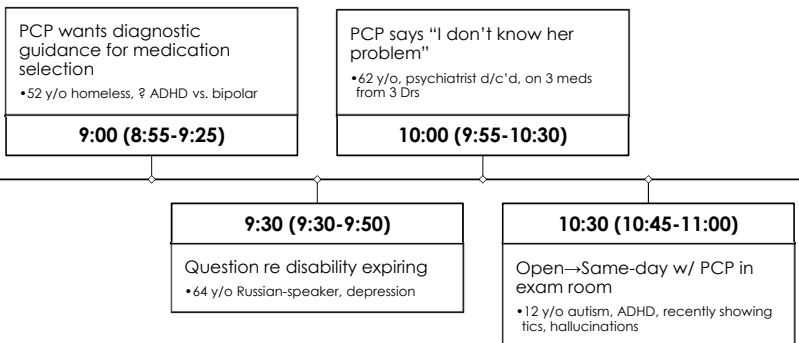 PCP wants diagnostic
guidance for medication
selection
•52 y/o homeless, ? ADHD vs. bipolar
9:00 (8:55-9:25)
9:30 (9:30-9:50)
Question re disability expiring
•64 y/o Russian-speaker, depression
PCP says “I don’t know her
problem”
•62 y/o, psychiatrist d/c’d, on 3 meds
from 3 Drs
10:00 (9:55-10:30)
10:30 (10:45-11:00)
Open→Same-day w/ PCP in
exam room
•12 y/o autism, ADHD, recently showing
tics, hallucinations